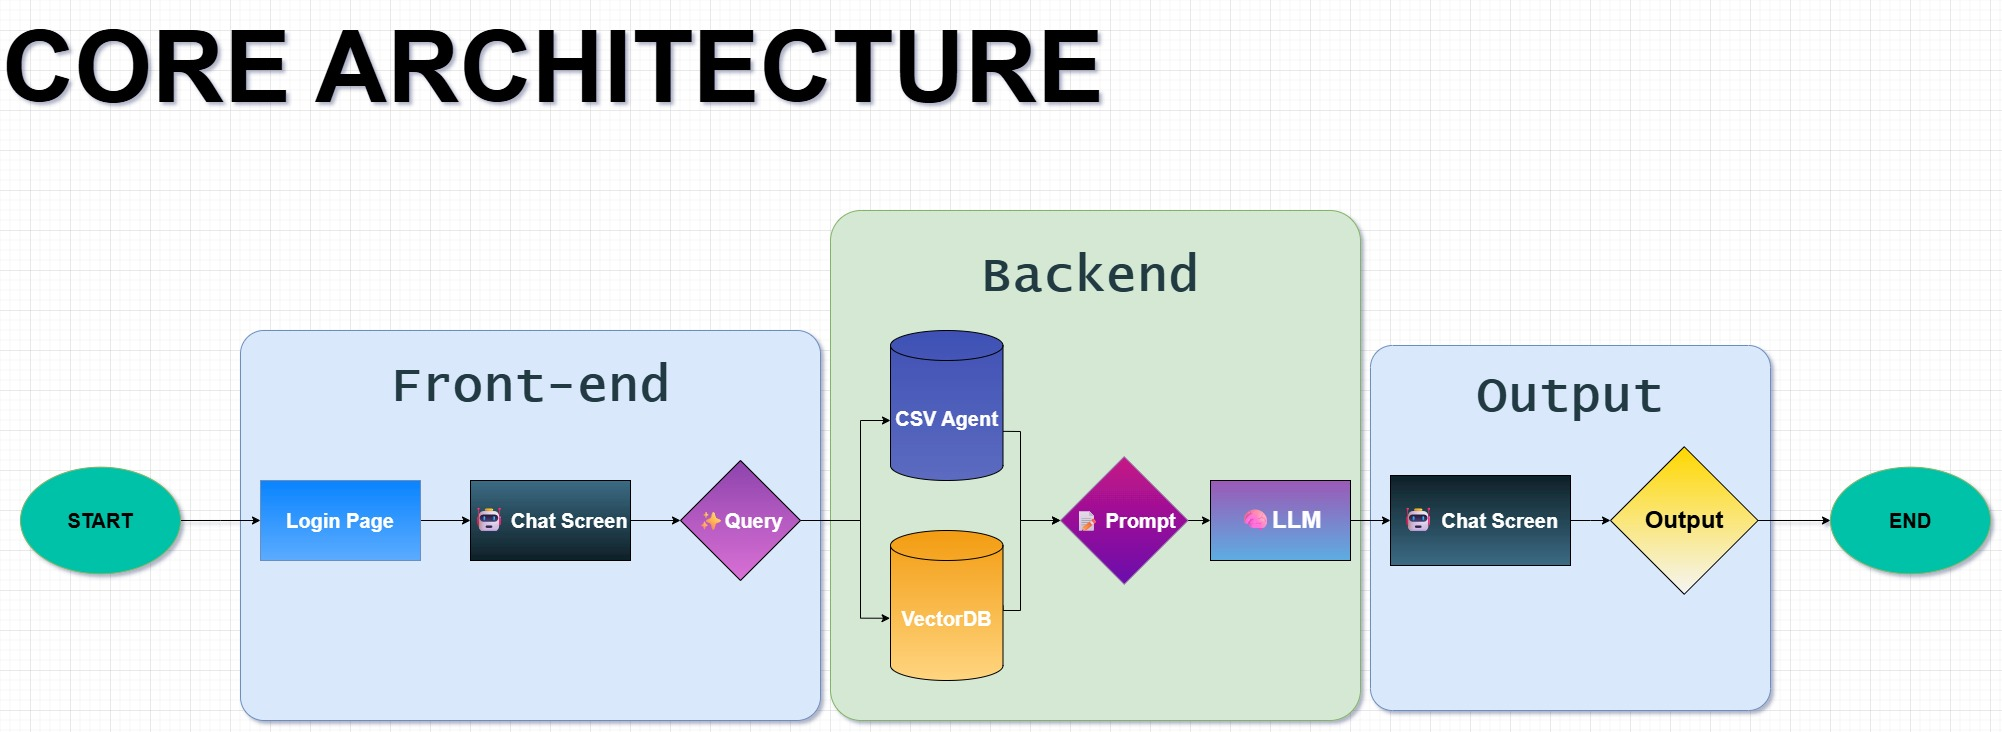 CORE ARCHITECTURE
Front-end
Backend
Output
START
Login Page
Chat Screen
Query
CSV Agent
VectorDB
Prompt
LLM
Chat Screen
Output
END